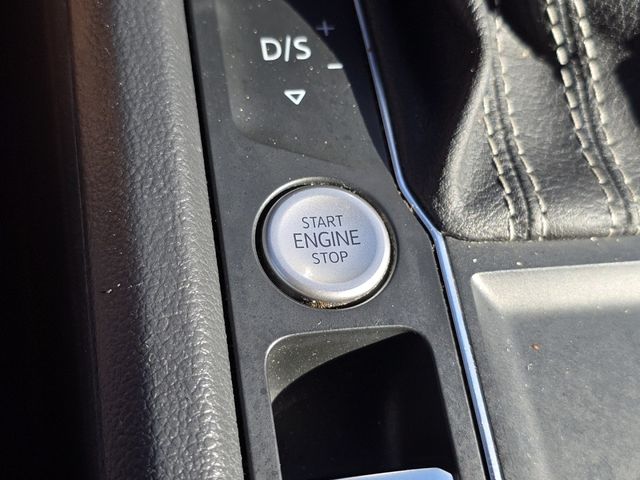 +
D/S
−
START
ENGINE
STOP